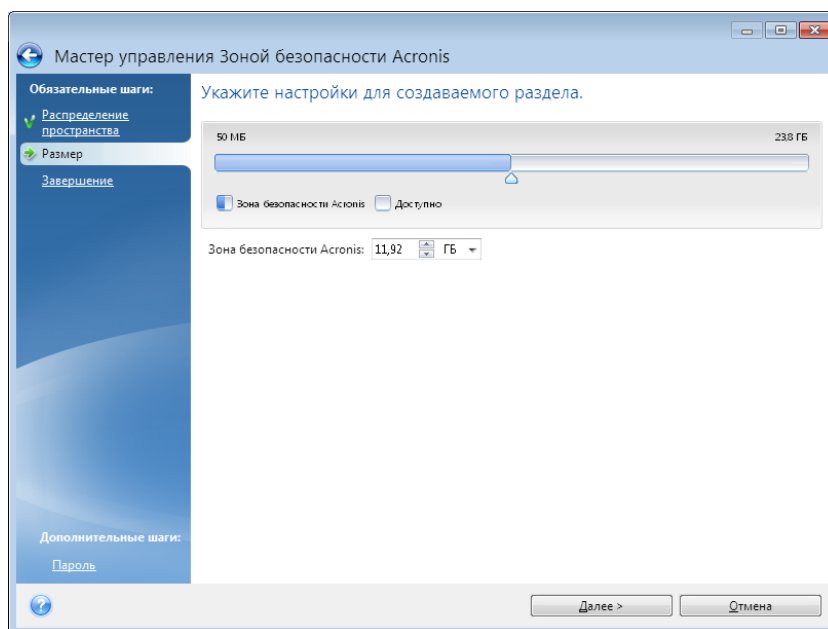 Мастер управления Зоной безопасности Acronis
Обязательные шаги:
Распределение
пространства
Размер
Завершение
Дополнительные шаги:
Пароль
Укажите настройки для создаваемого раздела.
50 МБ
23,8 ГБ
Зона безопасности Acronis
Доступно
Зона безопасности Acronis: 11,92 ГБ
Далее >
Отмена